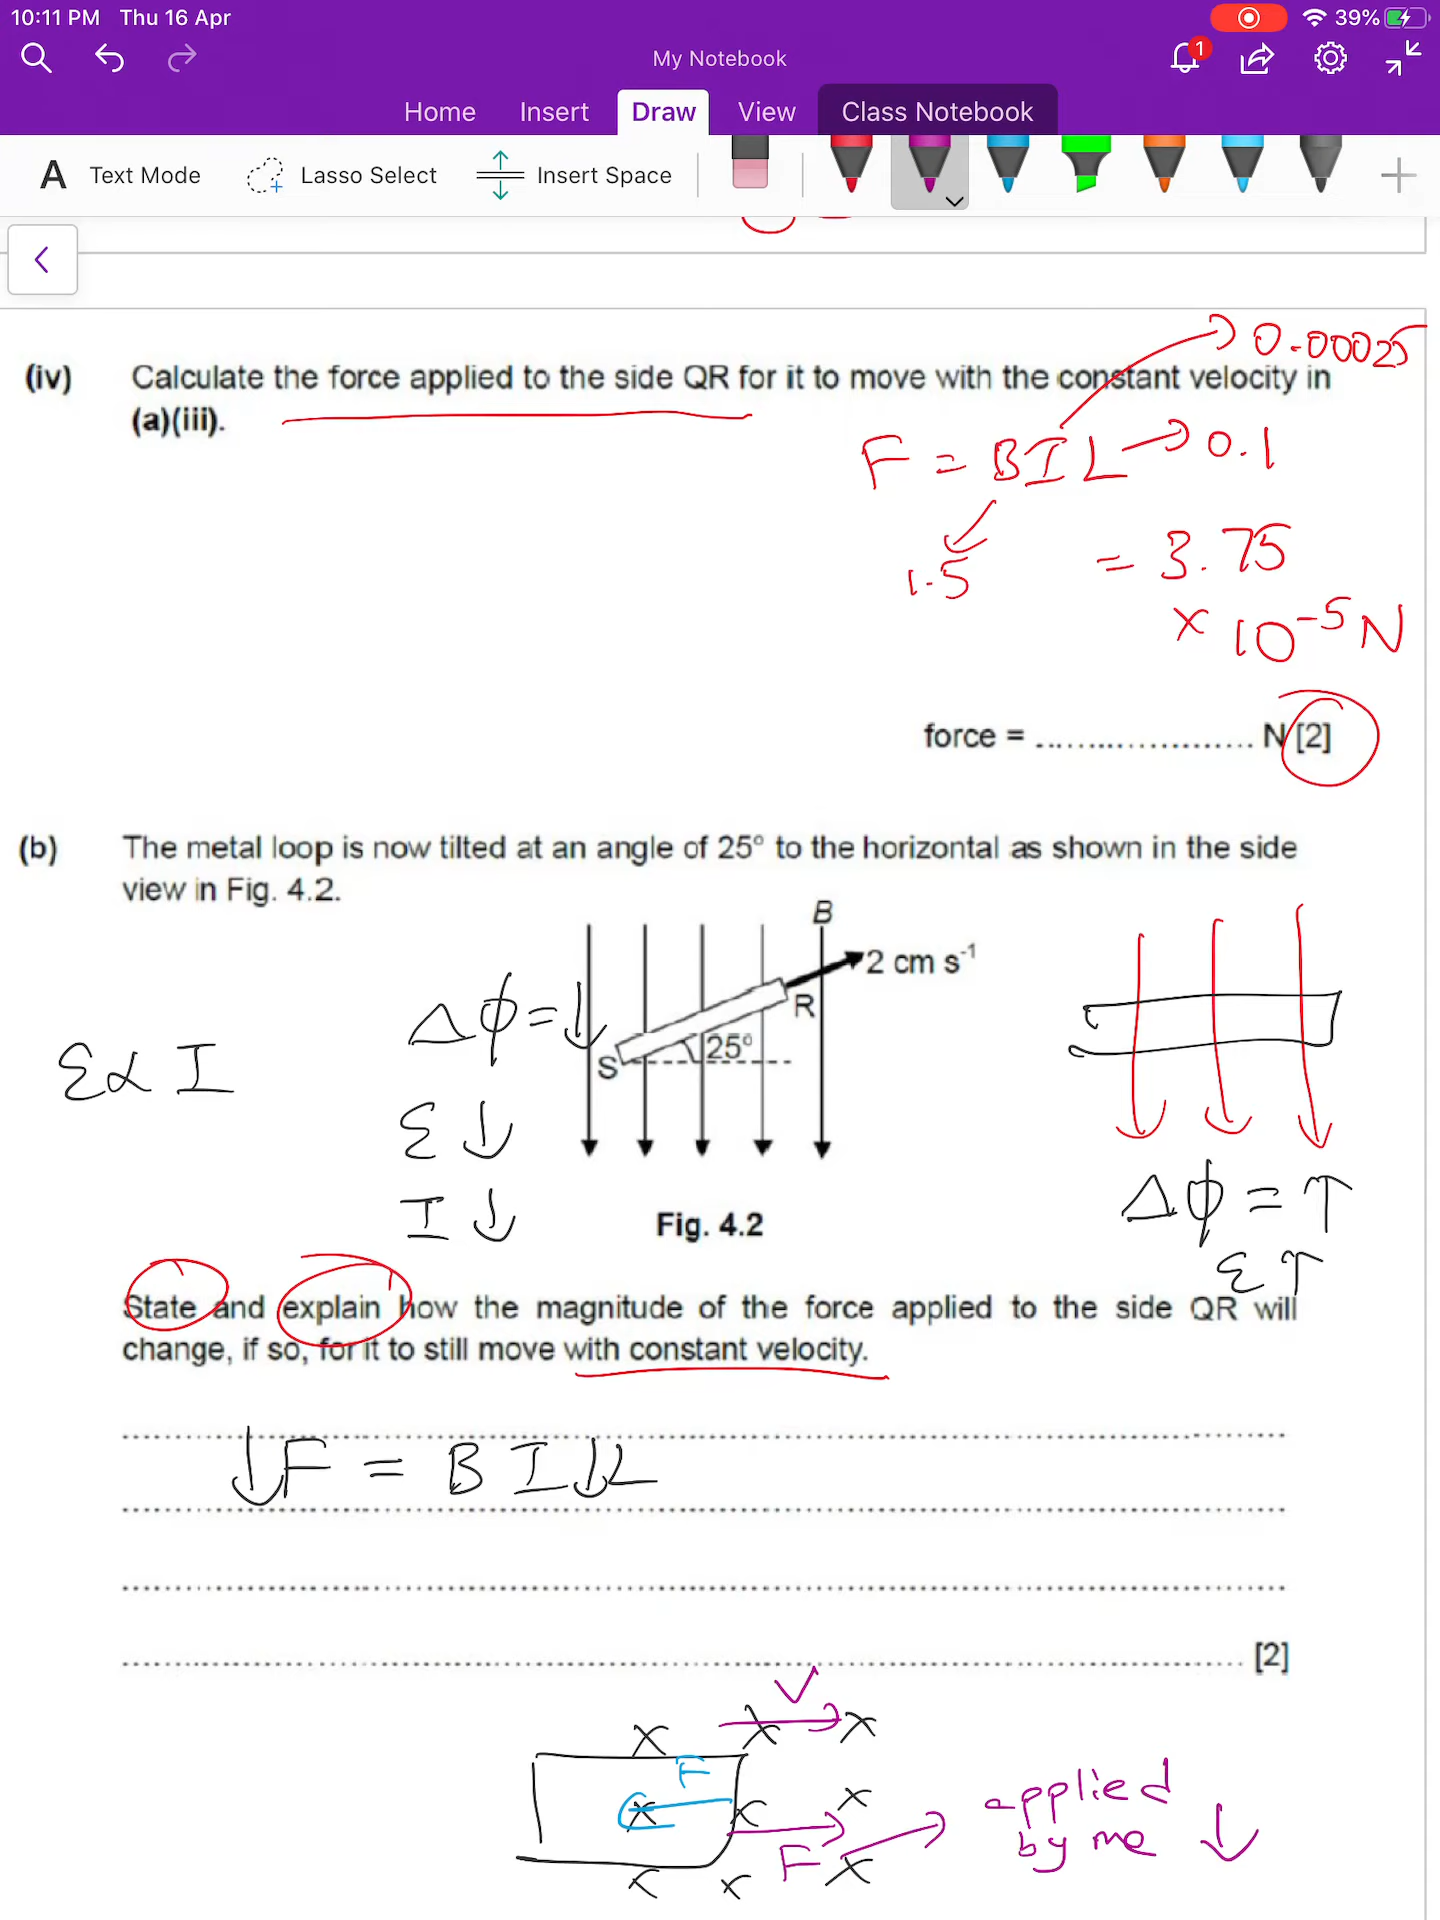 10:11 PM Thu 16 Apr
39%
My Notebook
1
Home Insert Draw View Class Notebook
A Text Mode Lasso Select Insert Space
(iv) Calculate the force applied to the side QR for it to move with the constant velocity in
(a)(iii).
0.00025
F = BIL → 0.1
1.5
= 3.75
× 10⁻⁵ N
force = ........................ N [2]
(b) The metal loop is now tilted at an angle of 25° to the horizontal as shown in the side
view in Fig. 4.2.
B
2 cm s⁻¹
R
25°
S
Δϕ = ↓
ε α I
ε ↓
I ↓
Δϕ = ↑
ε ↑
Fig. 4.2
State and explain how the magnitude of the force applied to the side QR will
change, if so, for it to still move with constant velocity.
↓F = B I↓L
[2]
V
x x x
F
x x x
F
applied
by me ↓
x x x